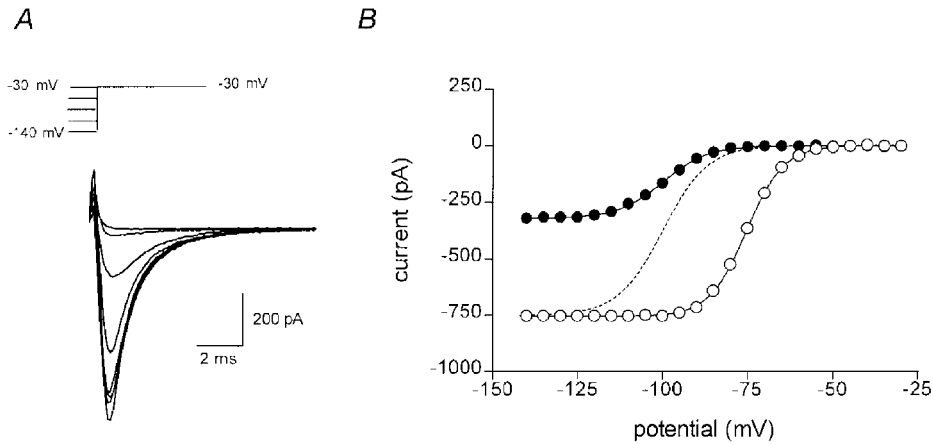 A
-30 mV
-30 mV
-140 mV
200 pA
2 ms
B
250
0
-250
-500
-750
-1000
current (pA)
-150
-125
-100
-75
-50
-25
potential (mV)